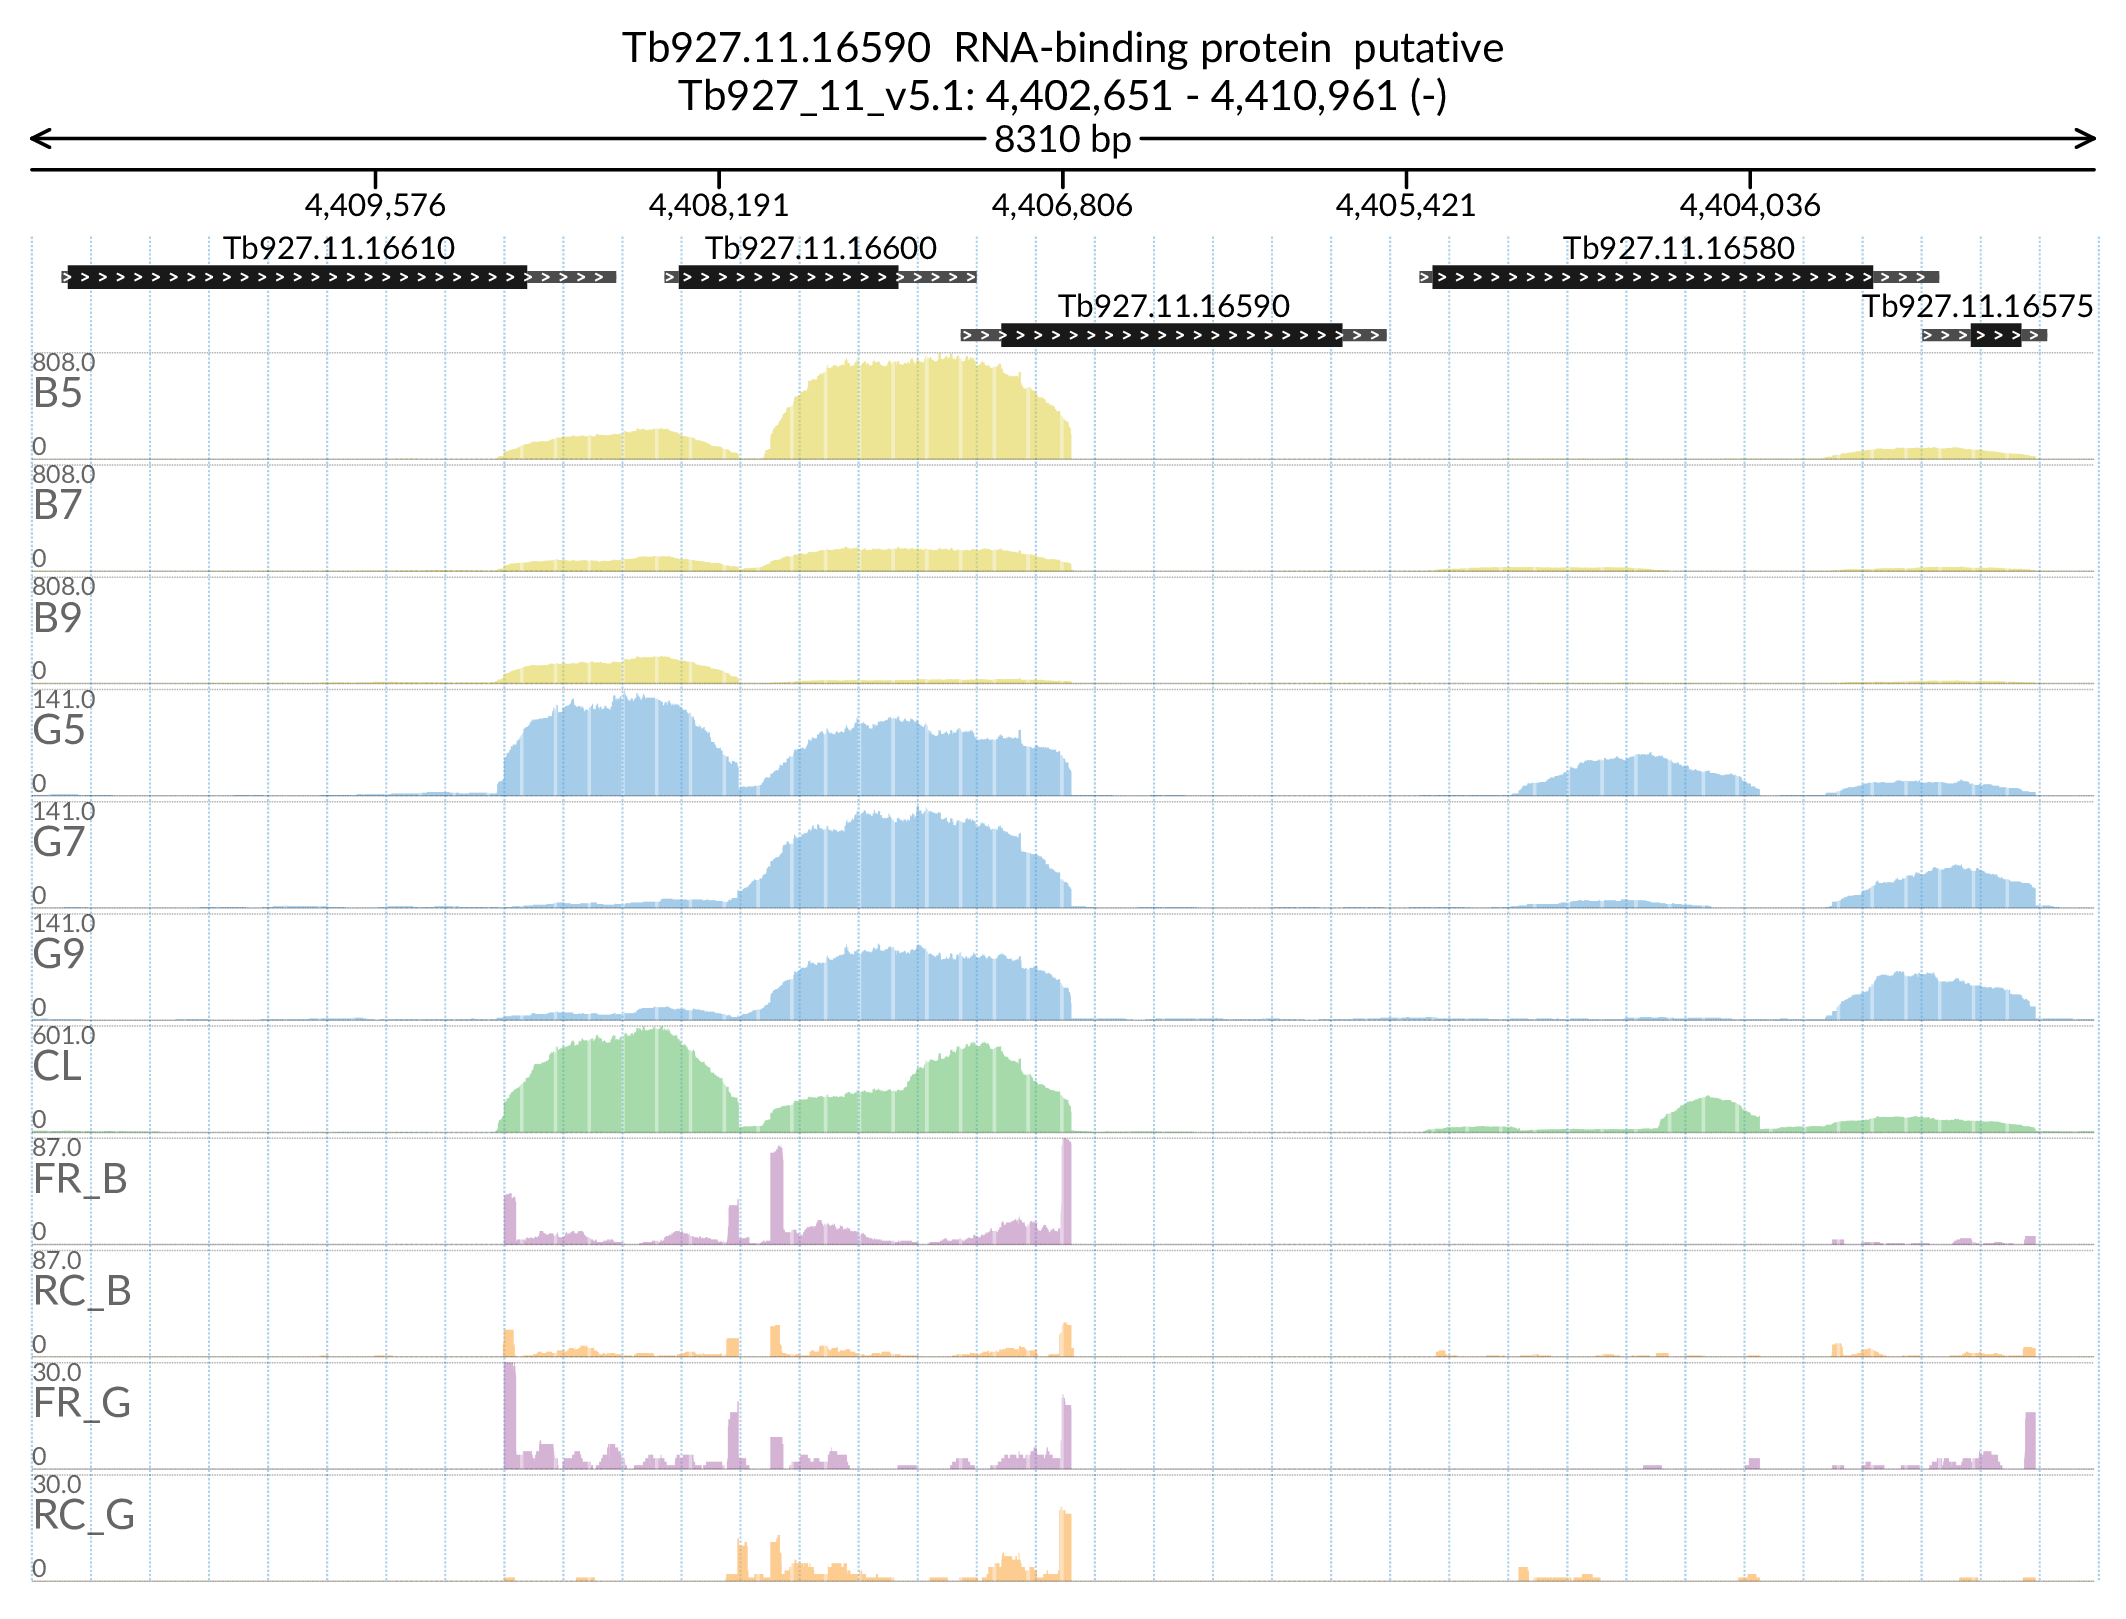 Tb927.11.16590 RNA-binding protein putative
Tb927_11_v5.1: 4,402,651 - 4,410,961 (-)
8310 bp
4,409,576 4,408,191 4,406,806 4,405,421 4,404,036
Tb927.11.16610 Tb927.11.16600 Tb927.11.16580
Tb927.11.16590 Tb927.11.16575
808.0
B5
0
808.0
B7
0
808.0
B9
0
141.0
G5
0
141.0
G7
0
141.0
G9
0
601.0
CL
0
87.0
FR_B
0
87.0
RC_B
0
30.0
FR_G
0
30.0
RC_G
0